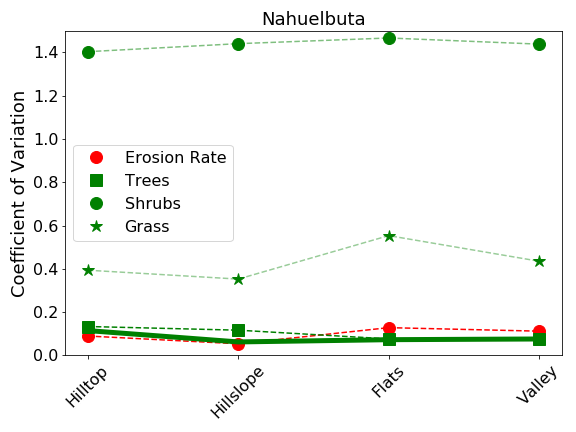 Nahuelbuta
Coefficient of Variation
1.4
1.2
1.0
0.8
0.6
0.4
0.2
0.0
Erosion Rate
Trees
Shrubs
Grass
Hilltop
Hillslope
Flats
Valley